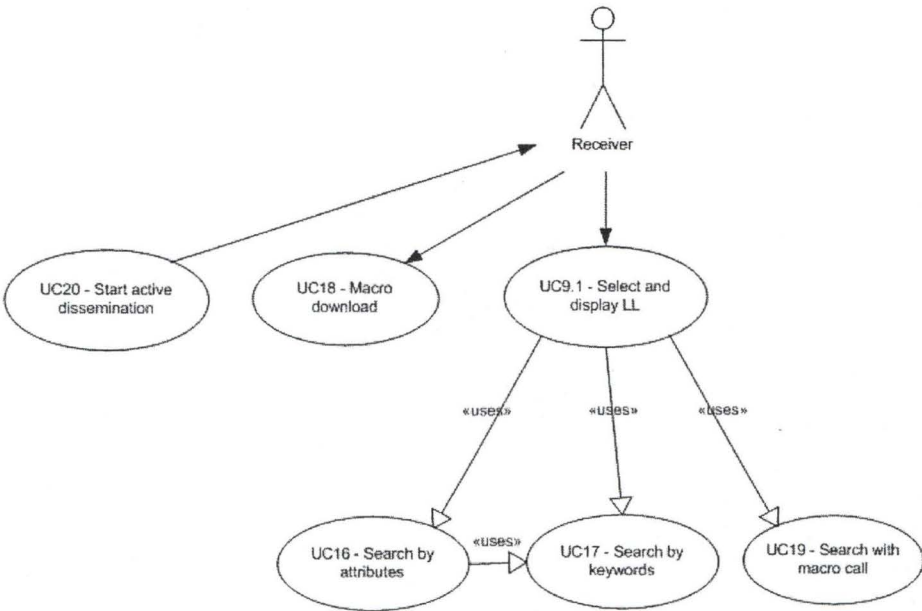 Receiver
UC20 - Start active
dissemination
UC18 - Macro
download
UC9.1 - Select and
display LL
«uses»
«uses»
«uses»
UC16 - Search by
attributes
«uses»
UC17 - Search by
keywords
UC19 - Search with
macro call